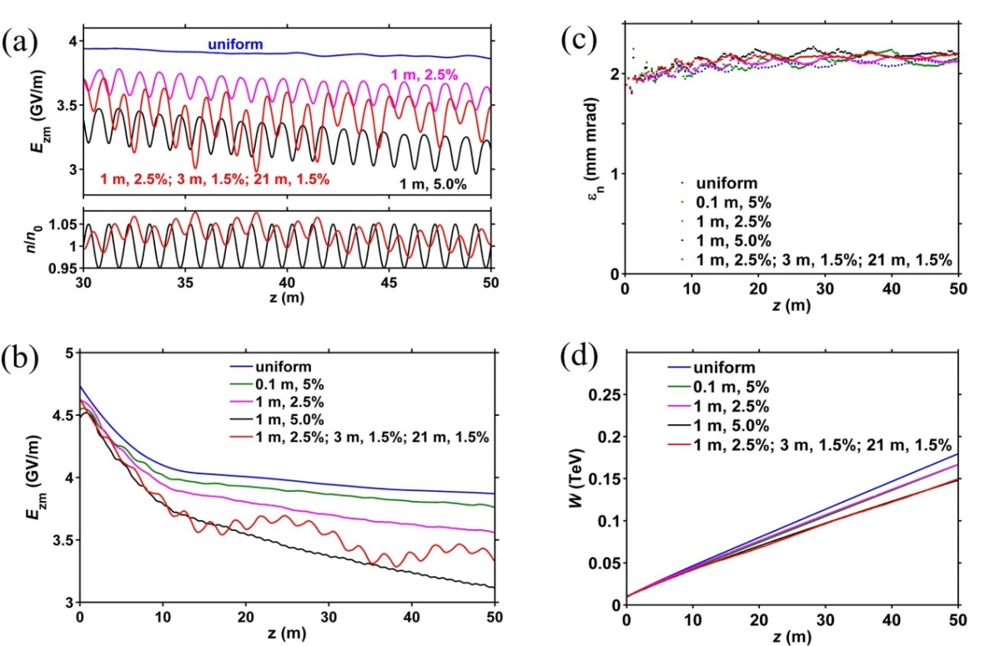 (a)
4
3.5
3
E_zm (GV/m)
uniform
1 m, 2.5%
1 m, 2.5%; 3 m, 1.5%; 21 m, 1.5%
1 m, 5.0%
1.05
1
0.95
n/n_0
30 35 40 45 50
z (m)
(c)
2
1
0
ε_n (mm mrad)
uniform
0.1 m, 5%
1 m, 2.5%
1 m, 5.0%
1 m, 2.5%; 3 m, 1.5%; 21 m, 1.5%
0 10 20 30 40 50
z (m)
(b)
5
4.5
4
3.5
3
E_zm (GV/m)
uniform
0.1 m, 5%
1 m, 2.5%
1 m, 5.0%
1 m, 2.5%; 3 m, 1.5%; 21 m, 1.5%
0 10 20 30 40 50
z (m)
(d)
0.25
0.2
0.15
0.1
0.05
0
W (TeV)
uniform
0.1 m, 5%
1 m, 2.5%
1 m, 5.0%
1 m, 2.5%; 3 m, 1.5%; 21 m, 1.5%
0 10 20 30 40 50
z (m)